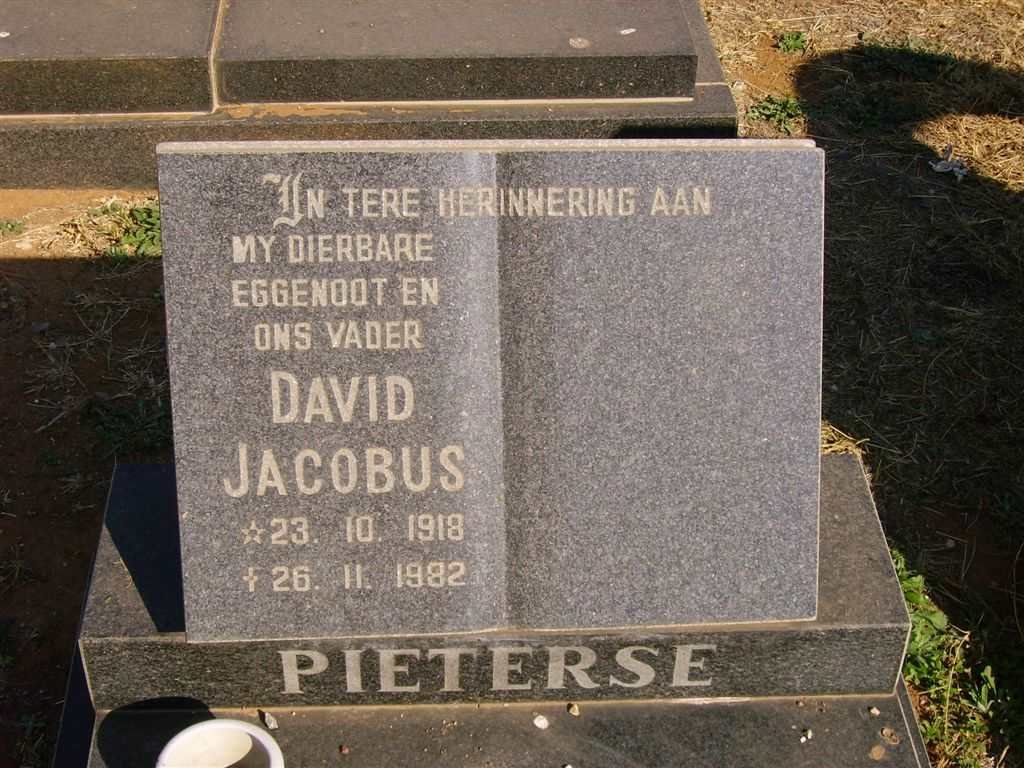 IN TERE HERINNERING AAN
MY DIERBARE
EGGENOOT EN
ONS VADER
DAVID
JACOBUS
☆ 23. 10. 1918
✝ 26. 11. 1982
PIETERSE